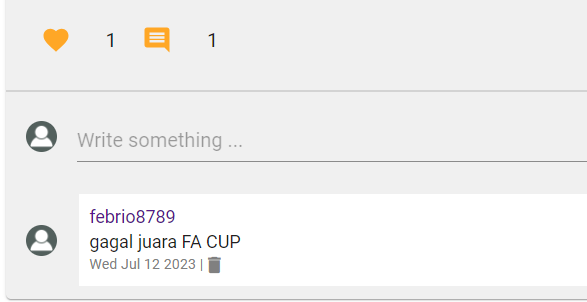 1 1
Write something ...
febrio8789
gagal juara FA CUP
Wed Jul 12 2023 |